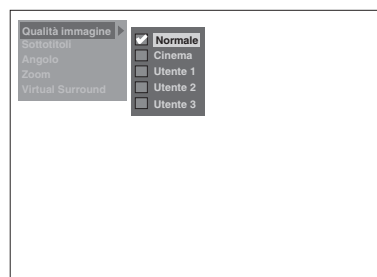 Qualità immagine
Sottotitoli
Angolo
Zoom
Virtual Surround
Normale
Cinema
Utente 1
Utente 2
Utente 3